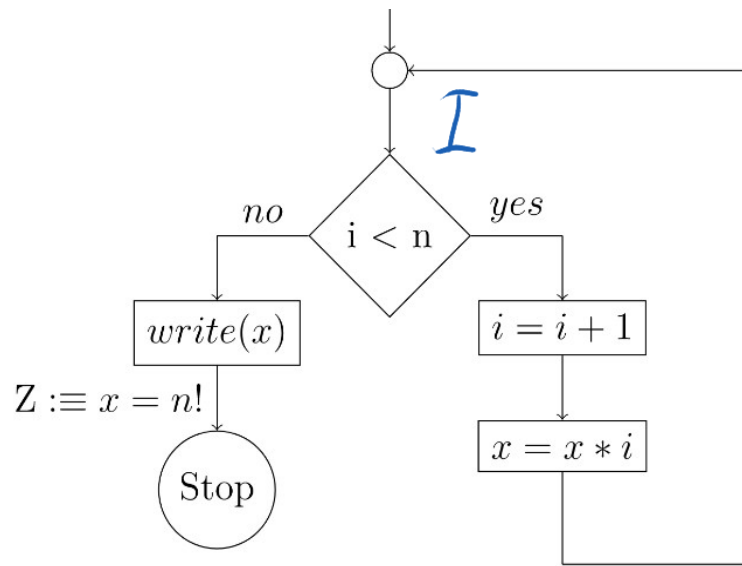 I
no
i < n
yes
write(x)
i = i + 1
Z :≡ x = n!
x = x ∗ i
Stop